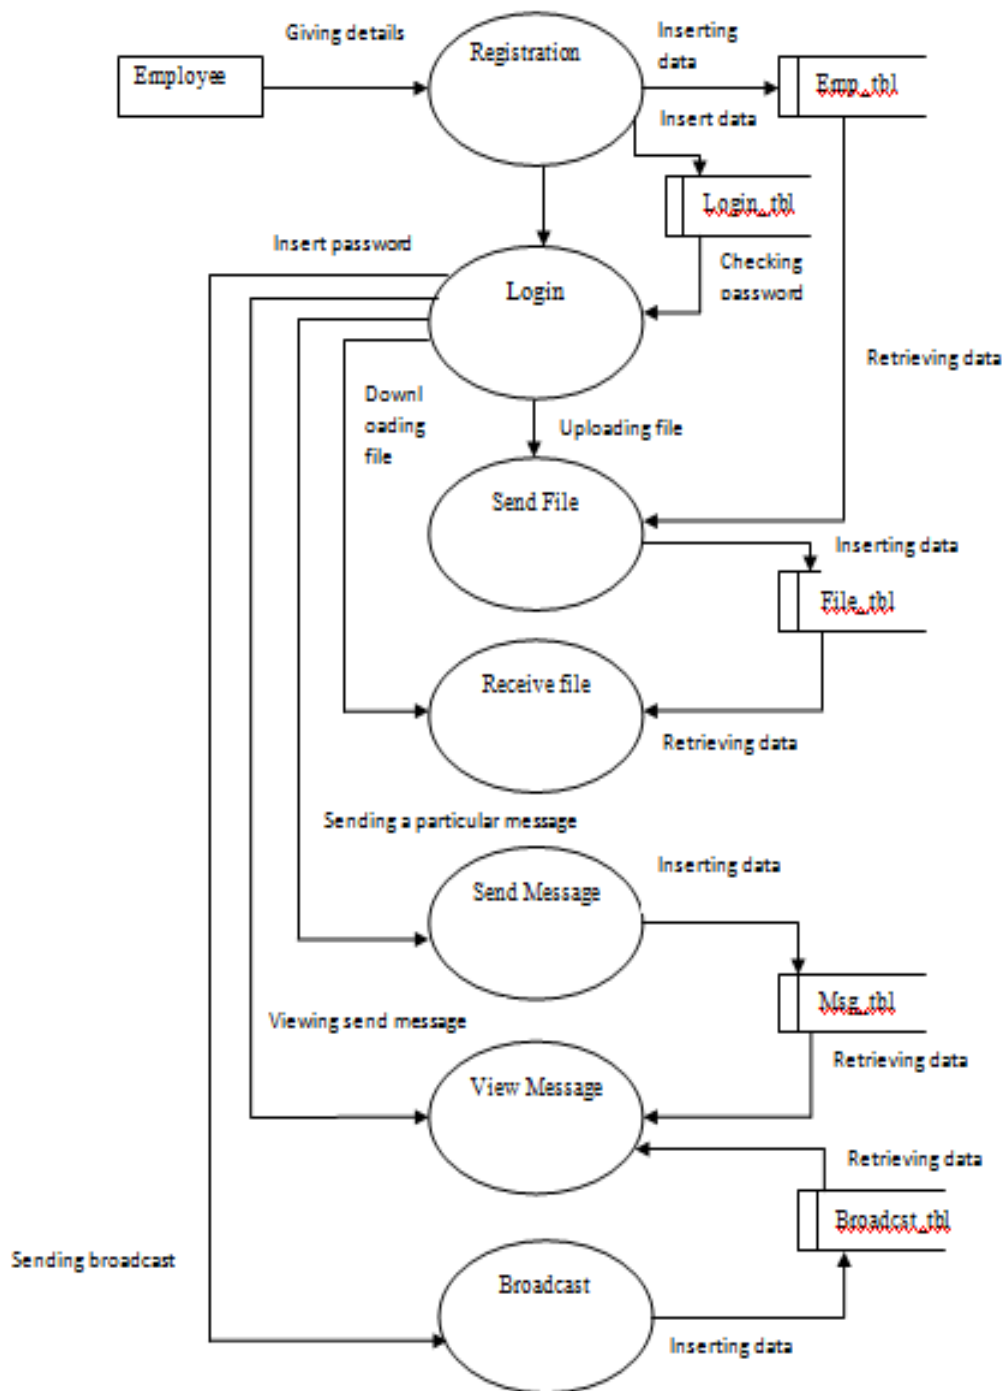 Giving details
Employee
Registration
Inserting
data
Emp_tbl
Insert data
Login_tbl
Insert password
Checking
password
Login
Retrieving data
Downl
oading
file
Uploading file
Send File
Inserting data
File_tbl
Receive file
Retrieving data
Sending a particular message
Inserting data
Send Message
Msg_tbl
Viewing send message
Retrieving data
View Message
Retrieving data
Broadcst_tbl
Sending broadcast
Broadcast
Inserting data